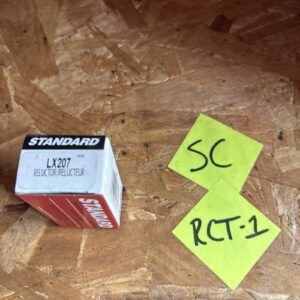 STANDARD
LX207
RELUCTOR/RELUCTEUR
STANDARD
SC
RCT-1